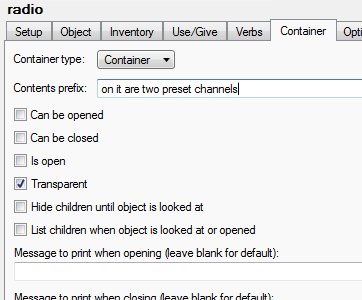 radio
Setup Object Inventory Use/Give Verbs Container
Container type: Container
Contents prefix: on it are two preset channels
Can be opened
Can be closed
Is open
Transparent
Hide children until object is looked at
List children when object is looked at or opened
Message to print when opening (leave blank for default):
Message to print when closing (leave blank for default):